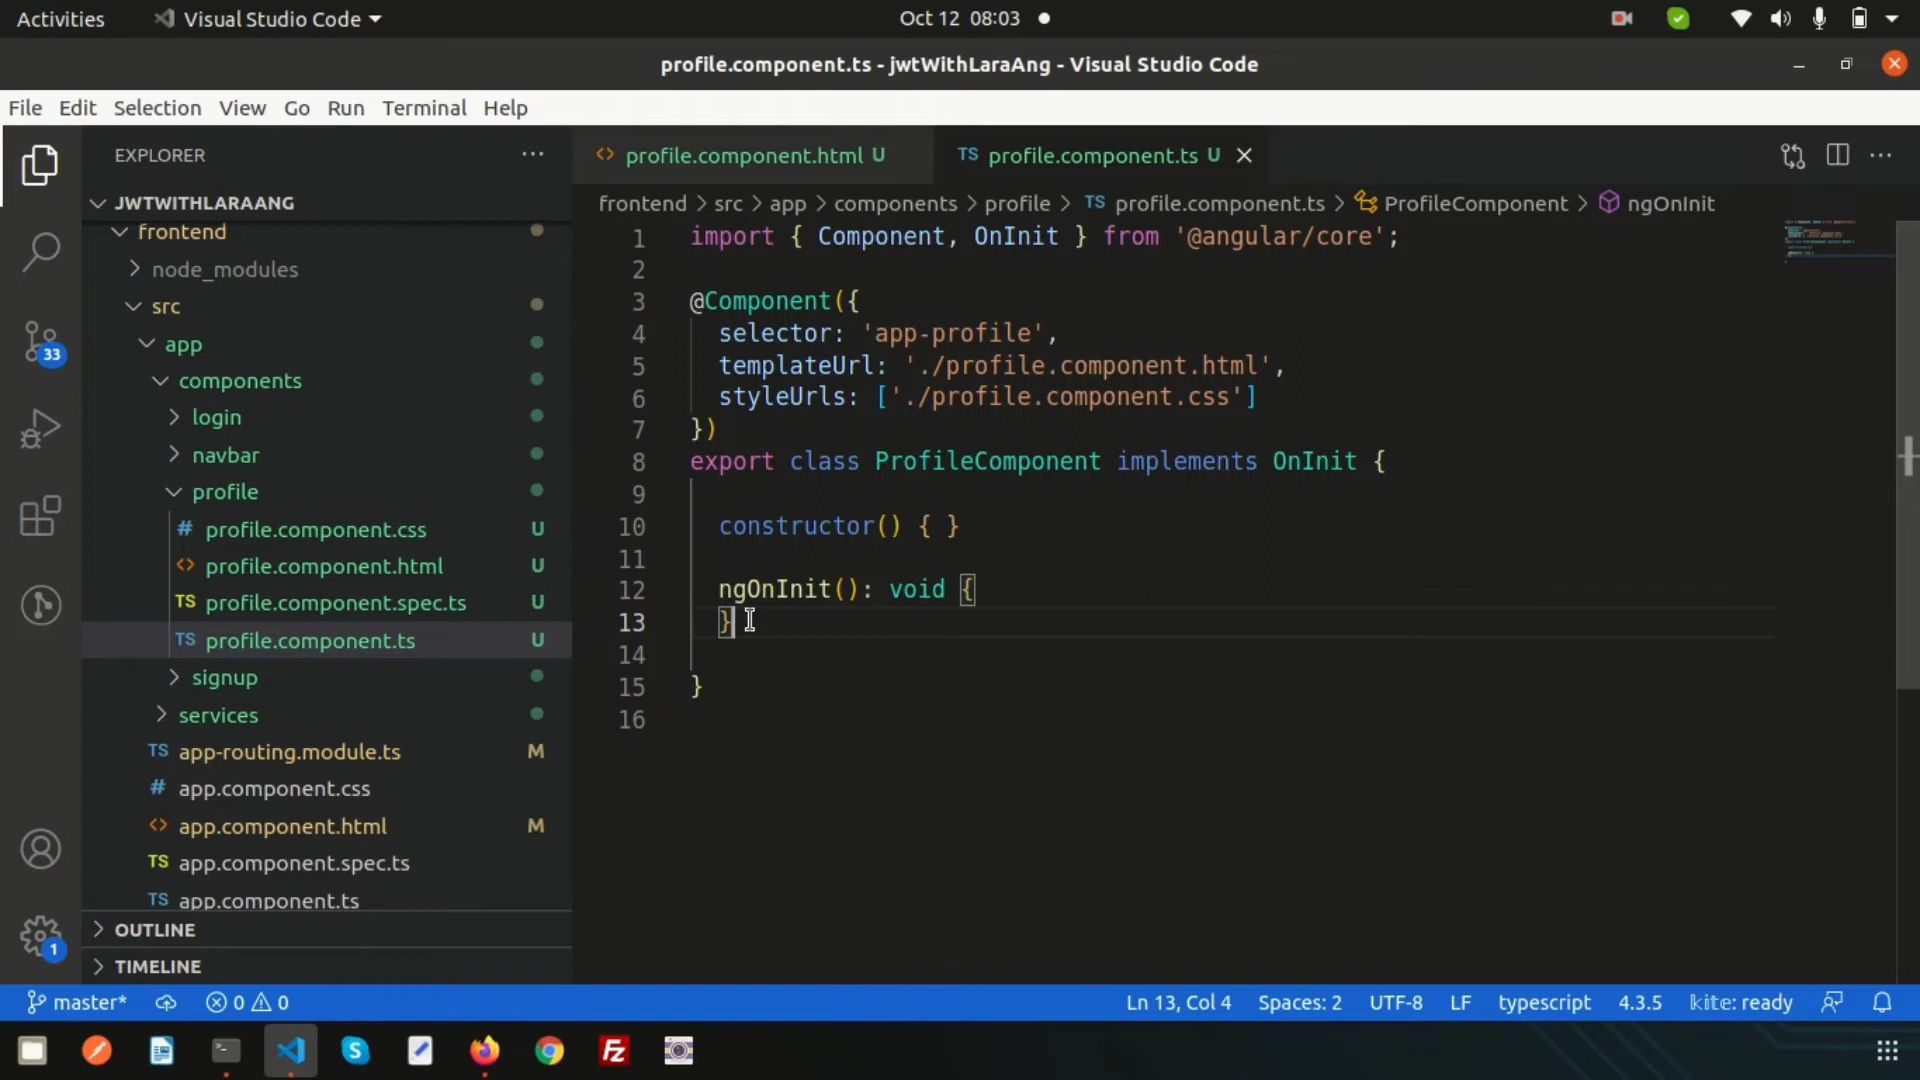 Activities
Visual Studio Code
Oct 12 08:03
profile.component.ts - jwtWithLaraAng - Visual Studio Code
File Edit Selection View Go Run Terminal Help
EXPLORER
JWTWITHLARAANG
frontend
node_modules
src
app
components
login
navbar
profile
# profile.component.css U
<> profile.component.html U
TS profile.component.spec.ts U
TS profile.component.ts U
signup
services
TS app-routing.module.ts M
# app.component.css
<> app.component.html M
TS app.component.spec.ts
TS app.component.ts
OUTLINE
TIMELINE
33
1
<> profile.component.html U
TS profile.component.ts U
frontend > src > app > components > profile > TS profile.component.ts > ProfileComponent > ngOnInit
1 import { Component, OnInit } from '@angular/core';
2
3 @Component({
4 selector: 'app-profile',
5 templateUrl: './profile.component.html',
6 styleUrls: ['./profile.component.css']
7 })
8 export class ProfileComponent implements OnInit {
9
10 constructor() { }
11
12 ngOnInit(): void {
13 }
14
15 }
16
master* 0 0
Ln 13, Col 4 Spaces: 2 UTF-8 LF typescript 4.3.5 kite: ready
>_
S
Fz